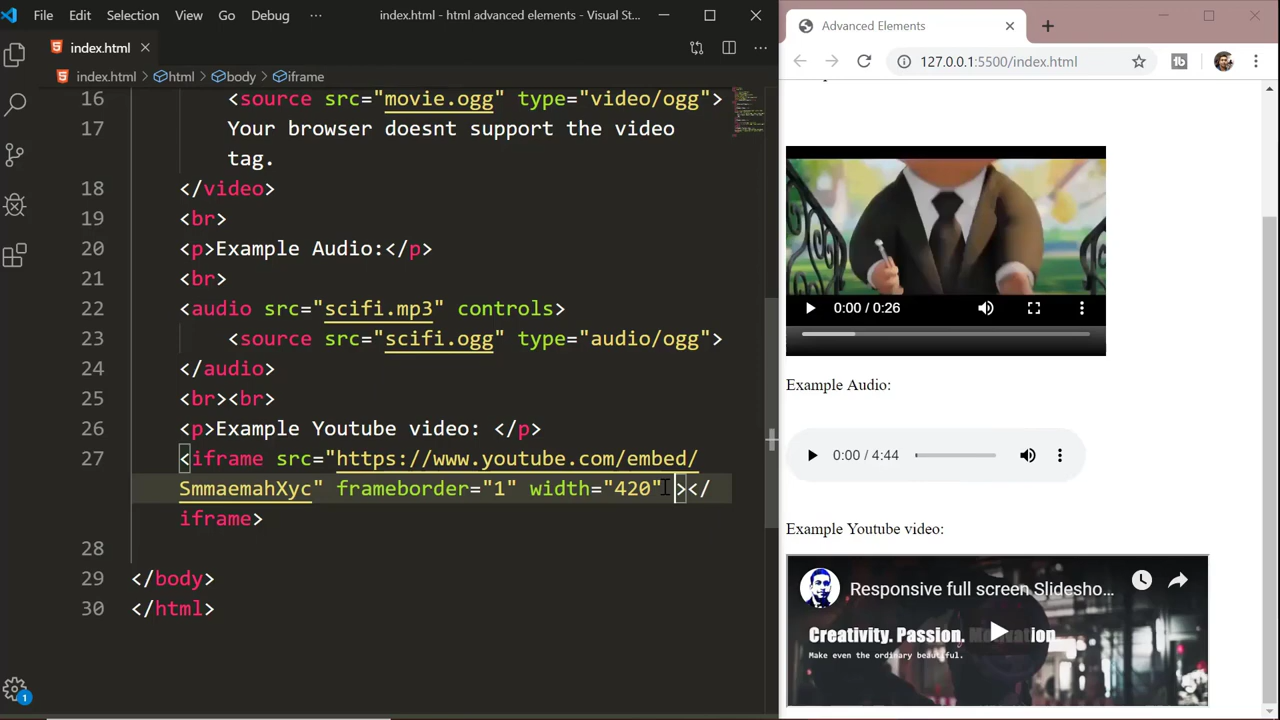 File Edit Selection View Go Debug ··· index.html - html advanced elements - Visual St...
index.html
index.html > html > body > iframe
16 <source src="movie.ogg" type="video/ogg">
17 Your browser doesnt support the video
tag.
18 </video>
19 <br>
20 <p>Example Audio:</p>
21 <br>
22 <audio src="scifi.mp3" controls>
23 <source src="scifi.ogg" type="audio/ogg">
24 </audio>
25 <br><br>
26 <p>Example Youtube video: </p>
27 <iframe src="https://www.youtube.com/embed/
SmmaemahXyc" frameborder="1" width="420" ></
iframe>
28
29 </body>
30 </html>
1
Advanced Elements
127.0.0.1:5500/index.html
0:00 / 0:26
Example Audio:
0:00 / 4:44
Example Youtube video:
Responsive full screen Slidesho...
Creativity. Passion. Motivation
Make even the ordinary beautiful.